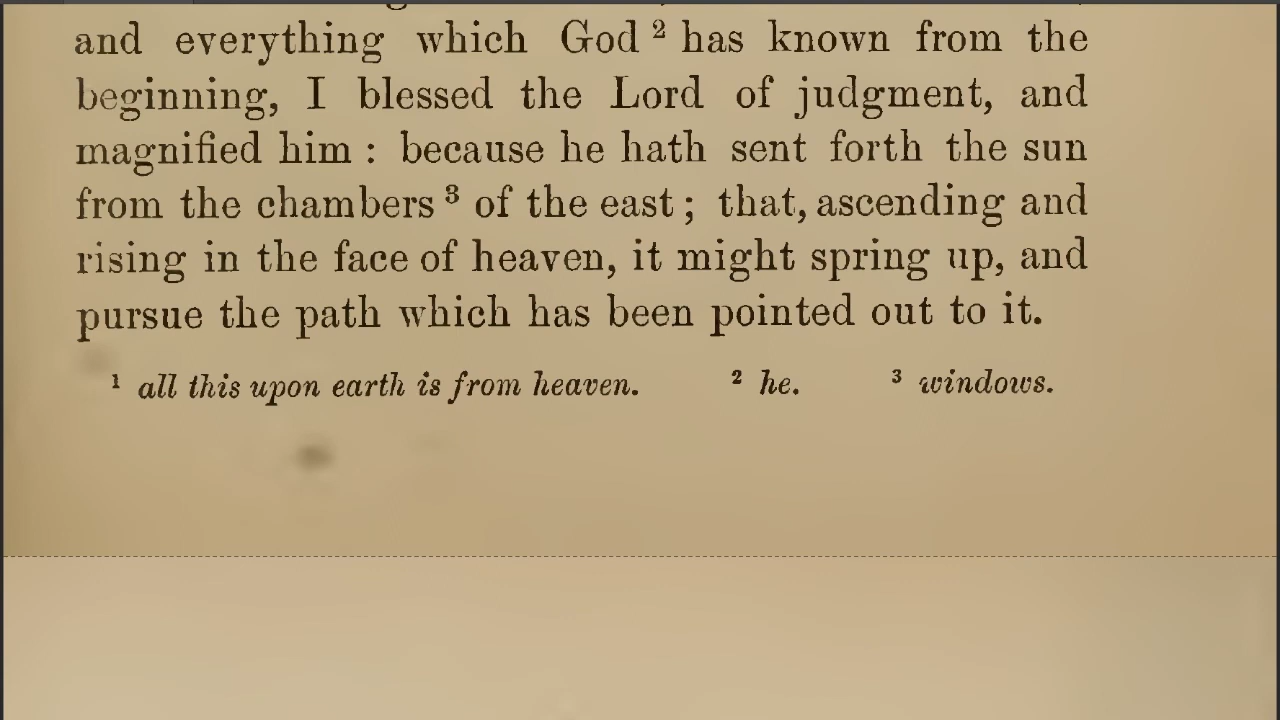 and everything which God ² has known from the
beginning, I blessed the Lord of judgment, and
magnified him : because he hath sent forth the sun
from the chambers ³ of the east ; that, ascending and
rising in the face of heaven, it might spring up, and
pursue the path which has been pointed out to it.
¹ all this upon earth is from heaven. ² he. ³ windows.